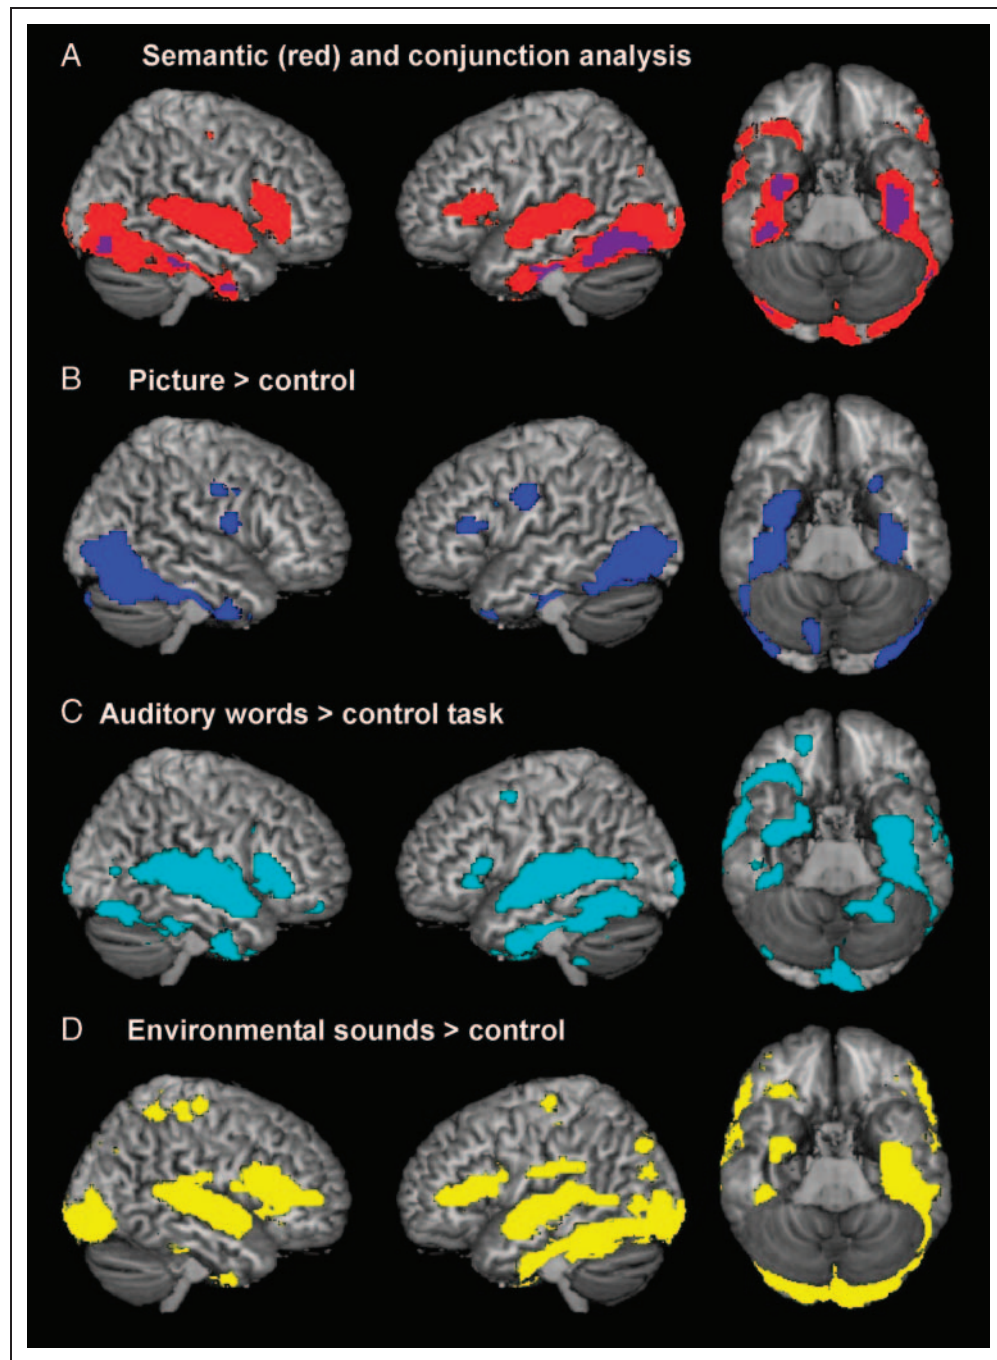 A Semantic (red) and conjunction analysis
B Picture > control
C Auditory words > control task
D Environmental sounds > control